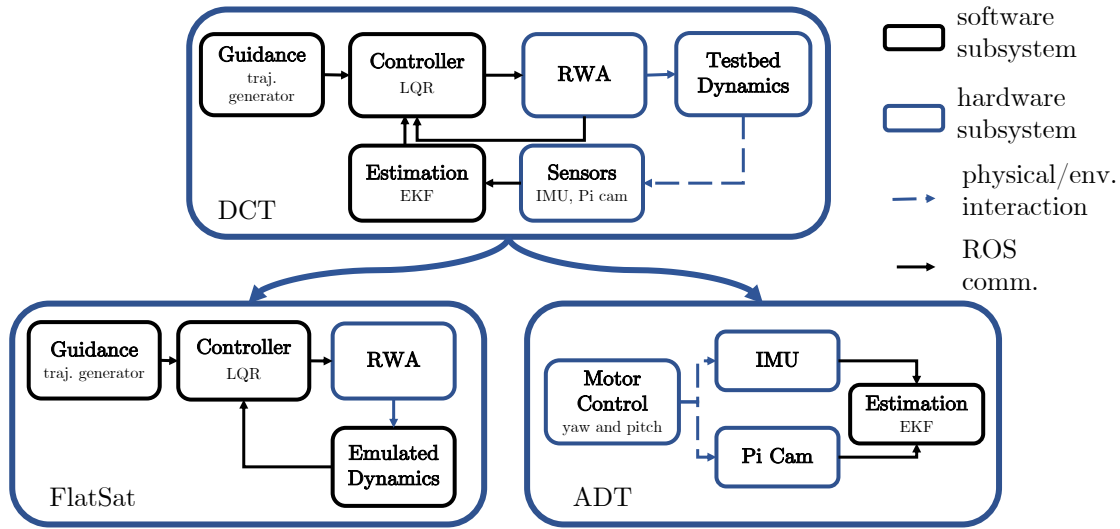 Guidance
traj.
generator
Controller
LQR
RWA
Testbed
Dynamics
Estimation
EKF
Sensors
IMU, Pi cam
DCT
software
subsystem
hardware
subsystem
physical/env.
interaction
ROS
comm.
Guidance
traj. generator
Controller
LQR
RWA
Emulated
Dynamics
FlatSat
Motor
Control
yaw and pitch
IMU
Pi Cam
Estimation
EKF
ADT